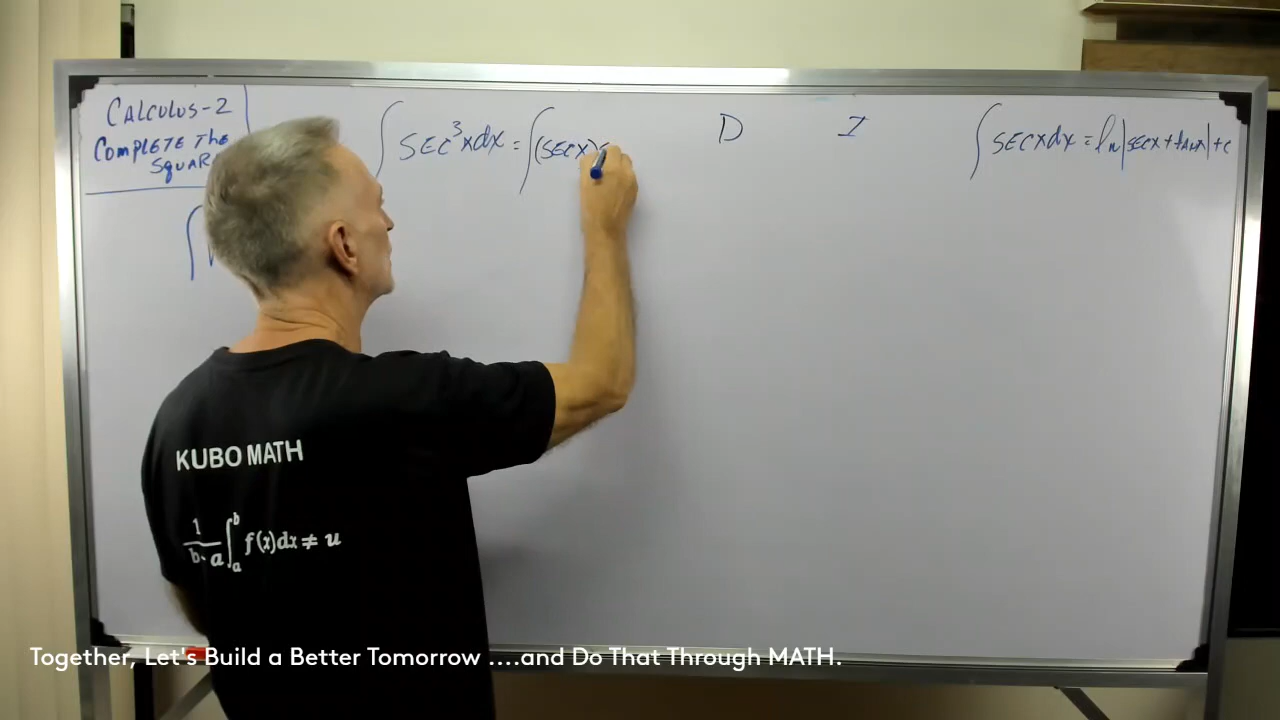 CALCULUS-2
COMPLETE The
SQUAR
∫
∫ SEC³xdx = ∫(SECx)
D I
∫ SECxdx = ln|SECx + tanx| + c
KUBO MATH
1/(b-a) ∫ₐᵇ f(x)dx ≠ u
Together, Let's Build a Better Tomorrow ....and Do That Through MATH.